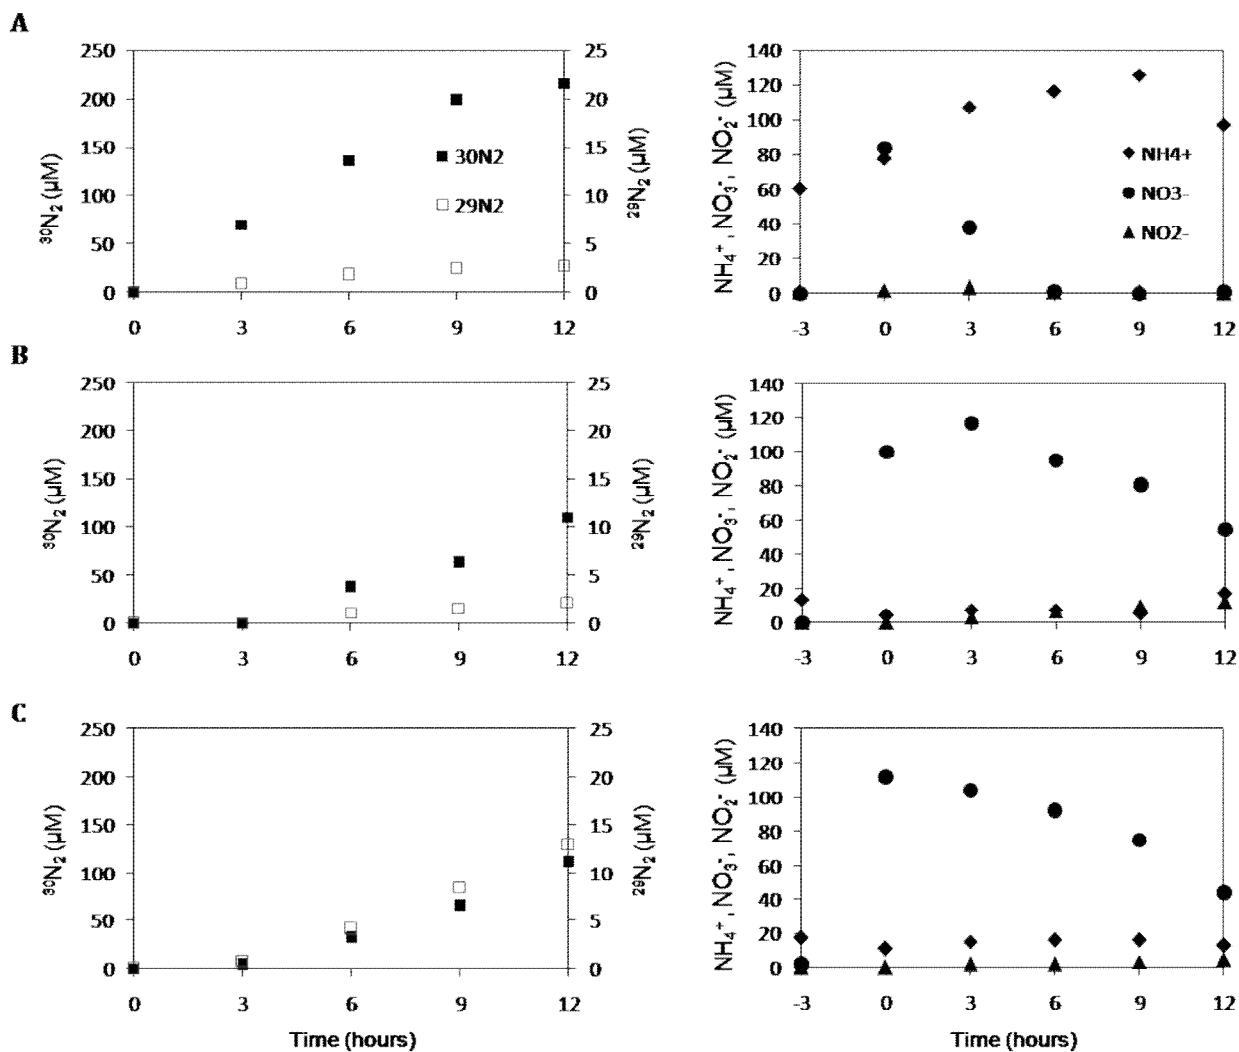 A
250
200
150
100
50
0
³⁰N₂ (µM)
25
20
15
10
5
0
²⁹N₂ (µM)
30N2
29N2
0 3 6 9 12
140
120
100
80
60
40
20
0
NH₄⁺, NO₃⁻, NO₂⁻ (µM)
NH4+
NO3-
NO2-
-3 0 3 6 9 12
B
250
200
150
100
50
0
³⁰N₂ (µM)
25
20
15
10
5
0
²⁹N₂ (µM)
0 3 6 9 12
140
120
100
80
60
40
20
0
NH₄⁺, NO₃⁻, NO₂⁻ (µM)
-3 0 3 6 9 12
C
250
200
150
100
50
0
³⁰N₂ (µM)
25
20
15
10
5
0
²⁹N₂ (µM)
0 3 6 9 12
Time (hours)
140
120
100
80
60
40
20
0
NH₄⁺, NO₃⁻, NO₂⁻ (µM)
-3 0 3 6 9 12
Time (hours)